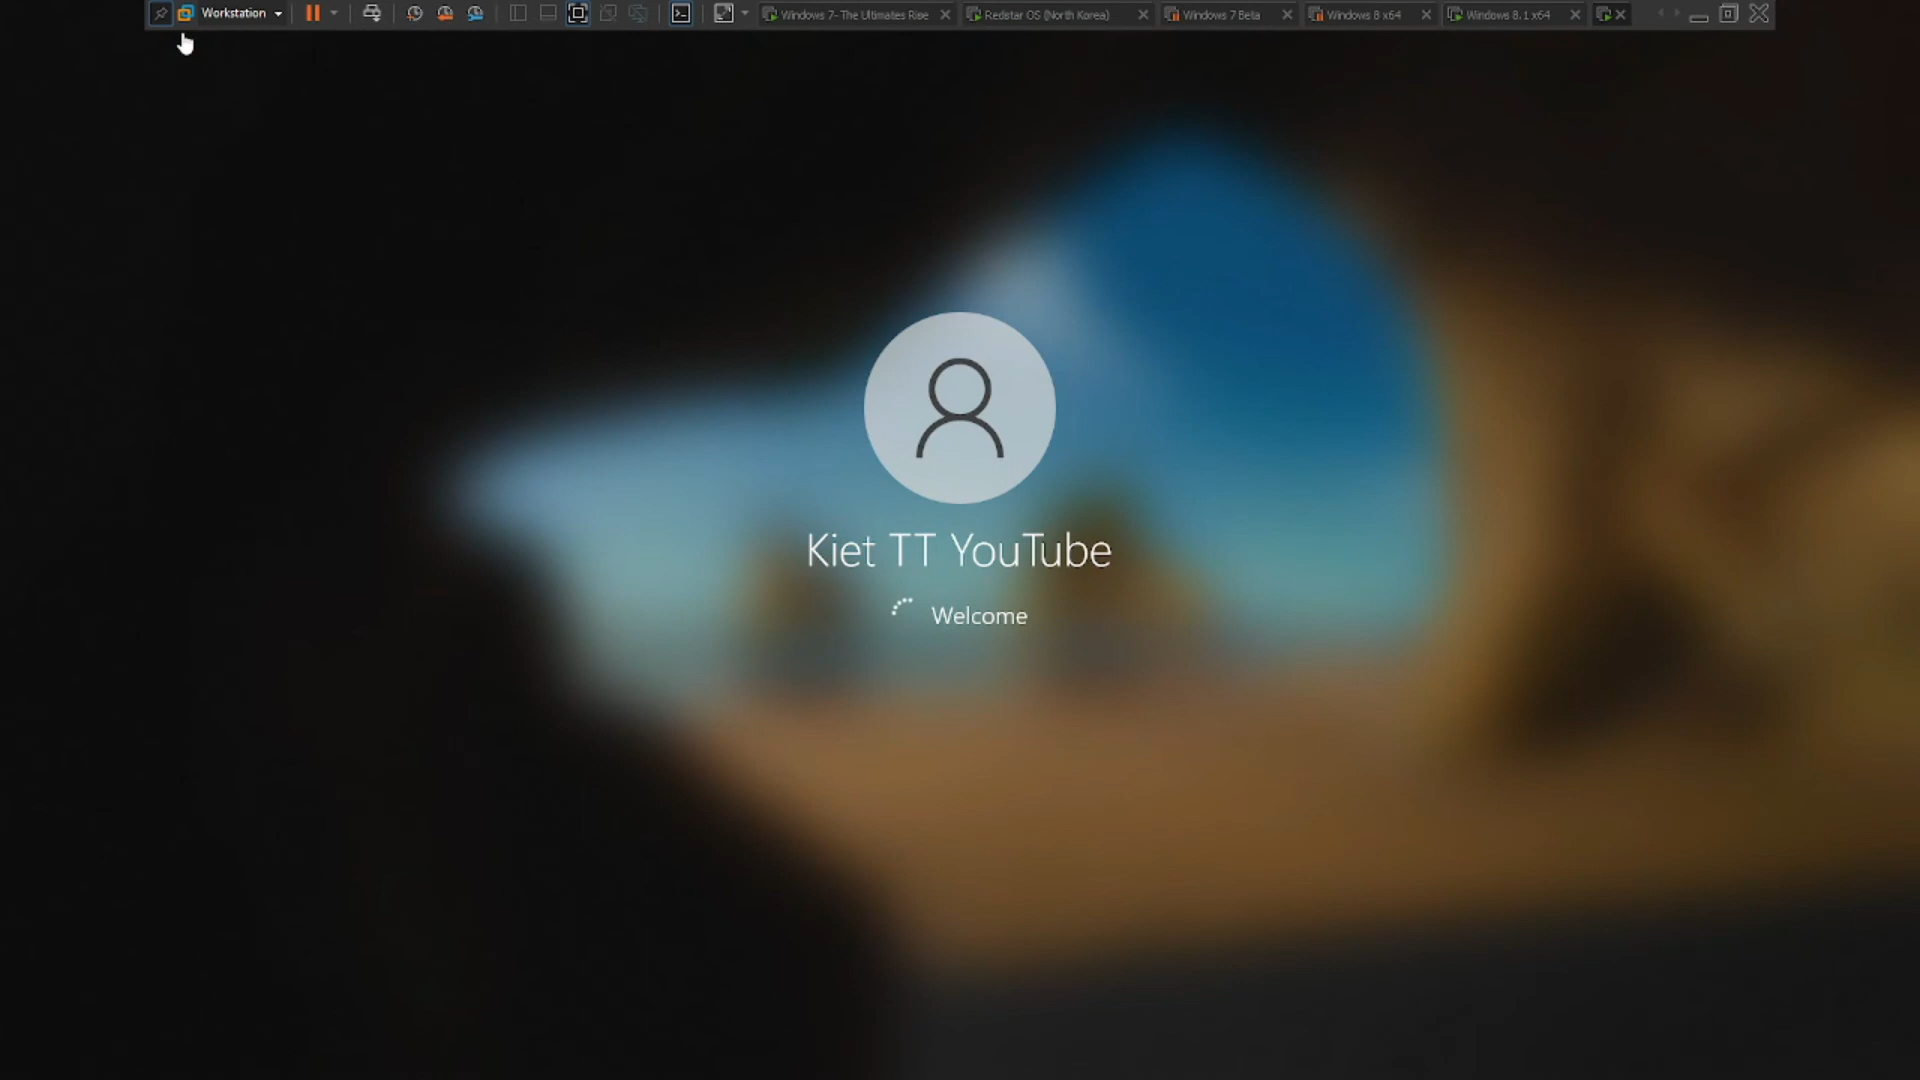 Workstation
Windows 7- The Ultimates Rise
Redstar OS (North Korea)
Windows 7 Beta
Windows 8 x64
Windows 8.1 x64
Kiet TT YouTube
Welcome